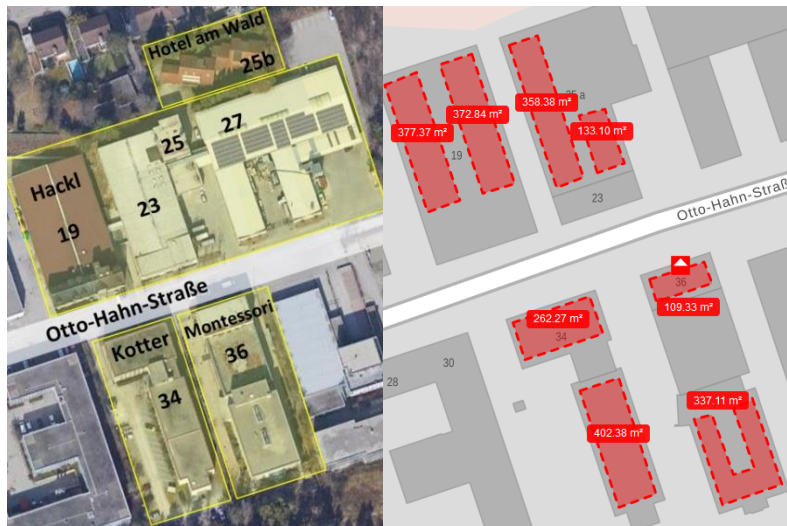 Hotel am Wald
25b
27
25
Hackl
23
19
Otto-Hahn-Straße
Kotter
Montessori
36
34
377.37 m²
372.84 m²
358.38 m²
133.10 m²
19
23
Otto-Hahn-Straß
36
109.33 m²
262.27 m²
34
30
28
337.11 m²
402.38 m²